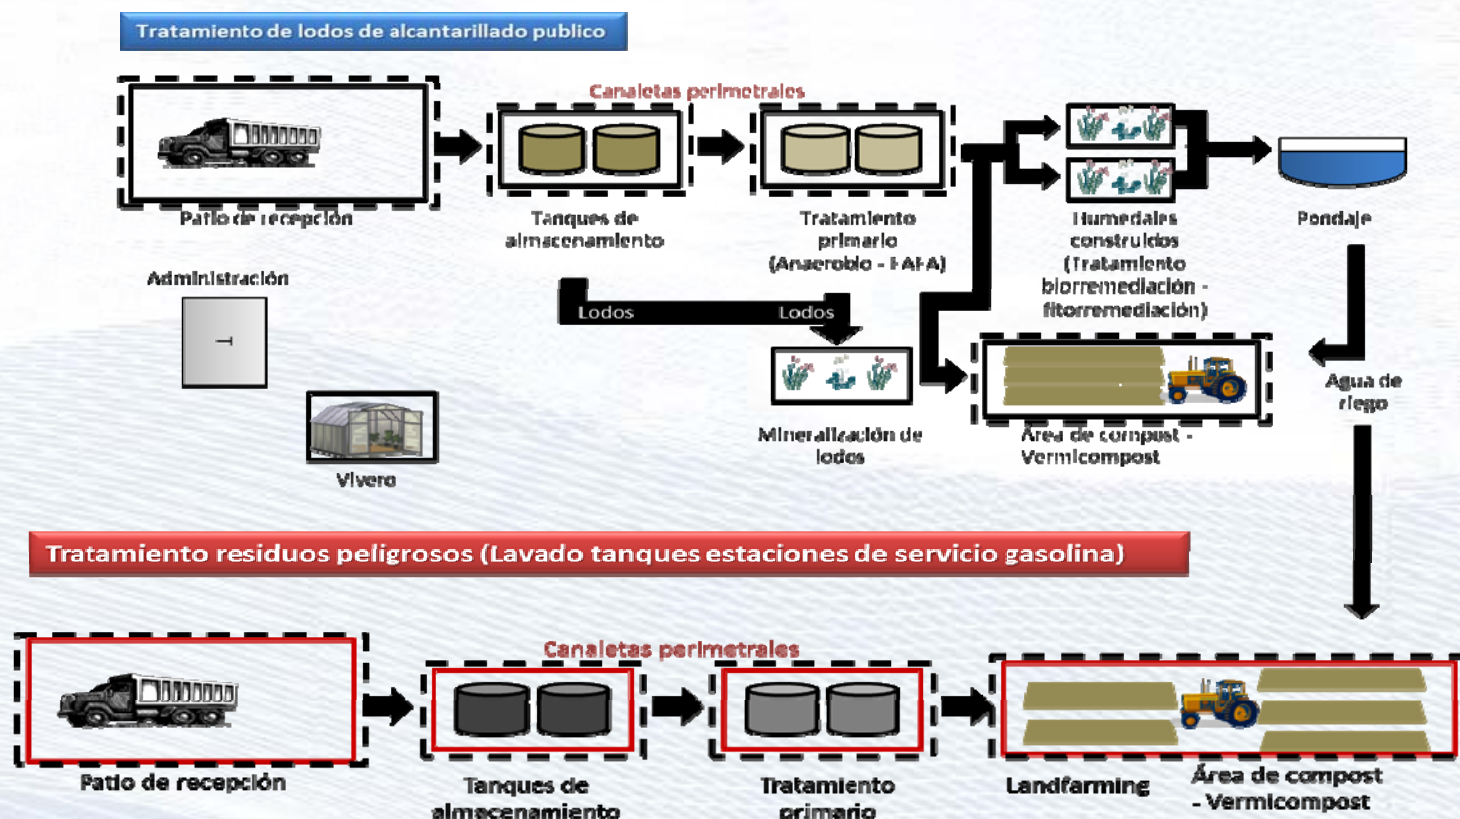 Tratamiento de lodos de alcantarillado publico
Canaletas perimetrales
Patio de recepción
Tanques de
almacenamiento
Tratamiento
primario
(Anaerobio - FAFA)
Humedales
construidos
(Tratamiento
biorremediación -
fitorremediación)
Pondaje
Administración
T
Lodos
Lodos
Agua de
riego
Mineralización de
lodos
Área de compost -
Vermicompost
Vivero
Tratamiento residuos peligrosos (Lavado tanques estaciones de servicio gasolina)
Canaletas perimetrales
Patio de recepción
Tanques de
almacenamiento
Tratamiento
primario
Landfarming
Área de compost
- Vermicompost